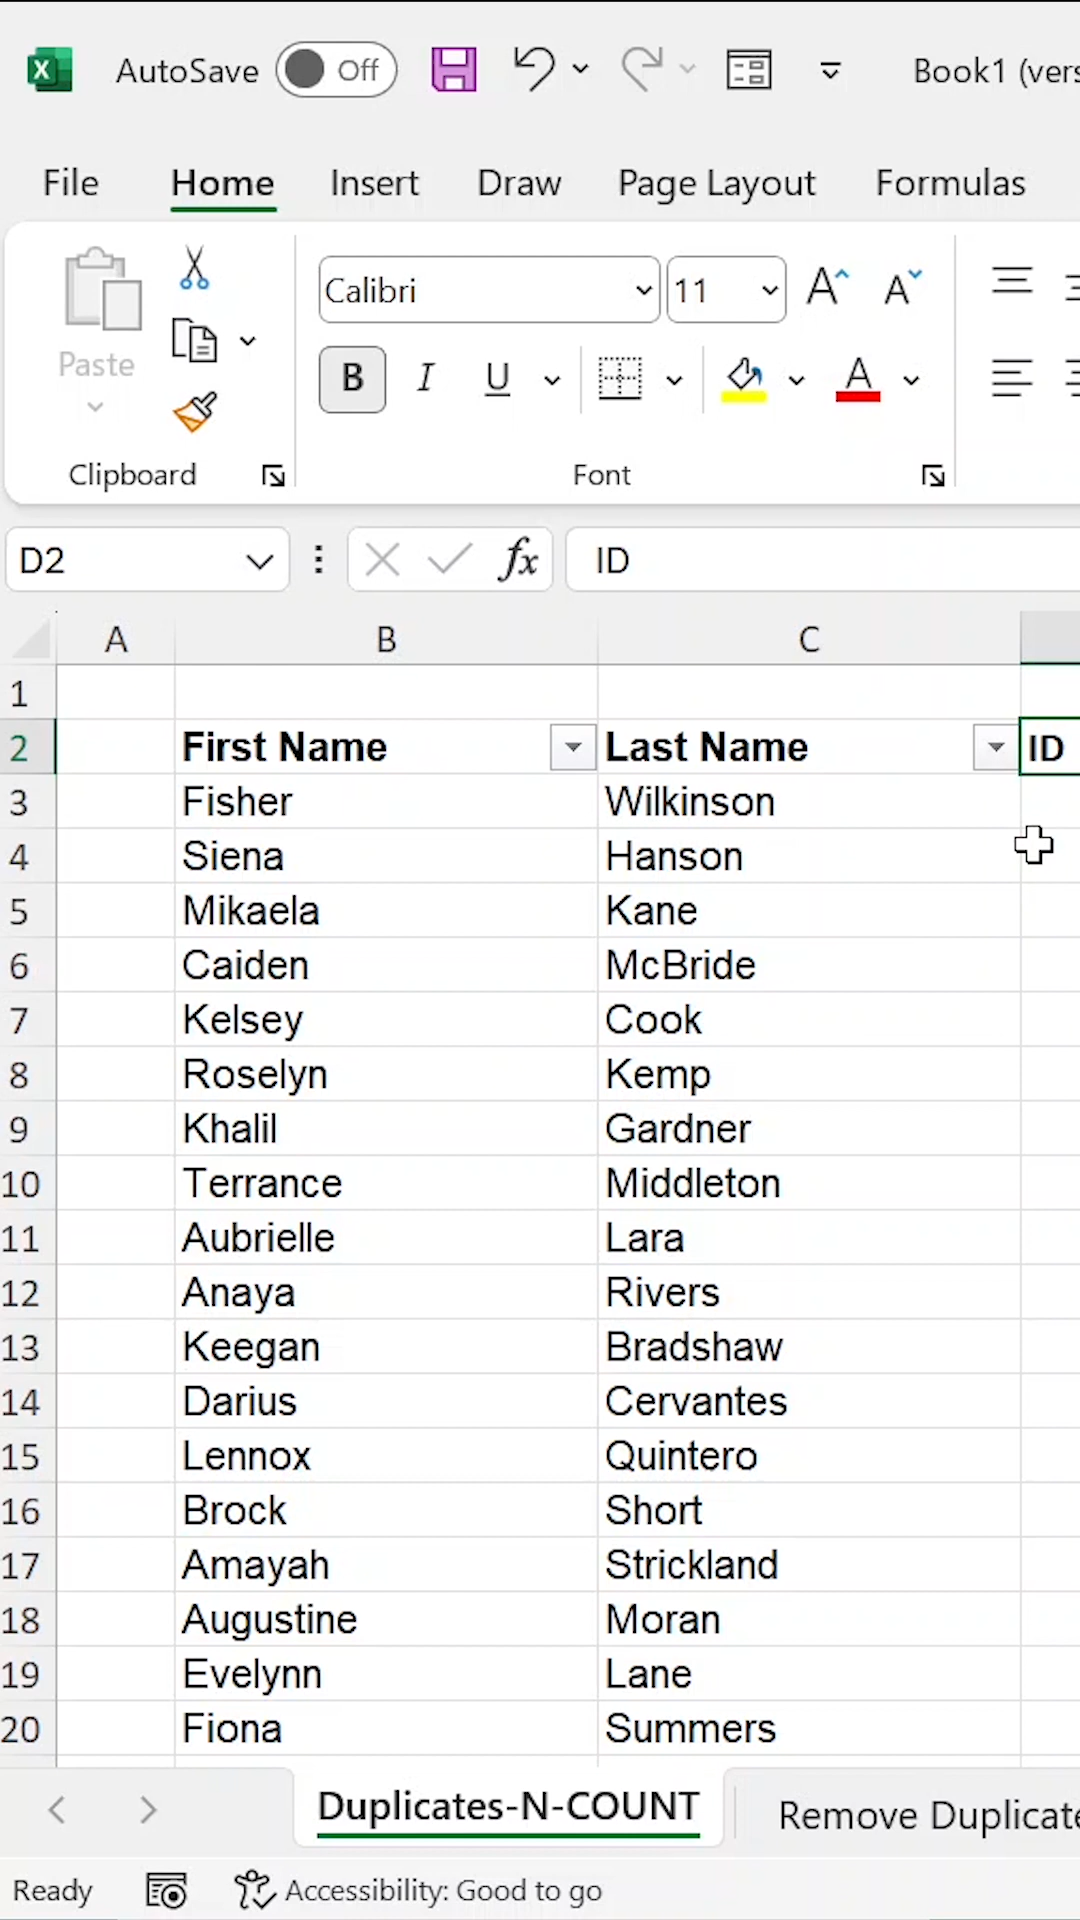 X AutoSave Off Book1 (vers
File Home Insert Draw Page Layout Formulas
Calibri 11 A A
Paste B I U A
Clipboard Font
D2 fx ID
A B C
1
2 First Name Last Name ID
3 Fisher Wilkinson
4 Siena Hanson
5 Mikaela Kane
6 Caiden McBride
7 Kelsey Cook
8 Roselyn Kemp
9 Khalil Gardner
10 Terrance Middleton
11 Aubrielle Lara
12 Anaya Rivers
13 Keegan Bradshaw
14 Darius Cervantes
15 Lennox Quintero
16 Brock Short
17 Amayah Strickland
18 Augustine Moran
19 Evelynn Lane
20 Fiona Summers
Duplicates-N-COUNT Remove Duplicate
Ready Accessibility: Good to go